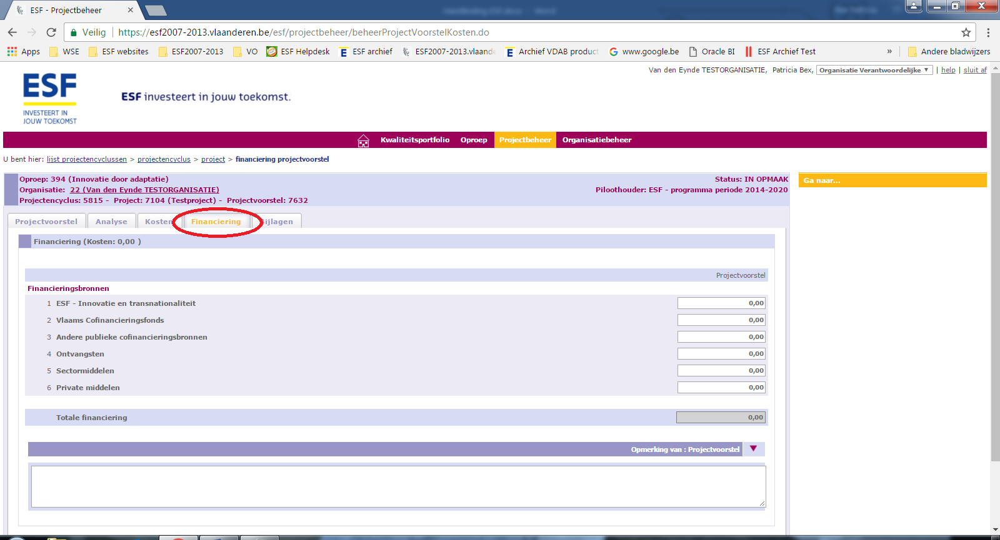 ESF - Projectbeheer
Veilig
https://esf2007-2013.vlaanderen.be/esf/projectbeheer/beheerProjectVoorstelKosten.do
Apps WSE ESF websites ESF2007-2013 VO ESF Helpdesk ESF archief ESF2007-2013.vlaande Archief VDAB product www.google.be Oracle BI ESF Archief Test » Andere bladwijzers
Van den Eynde TESTORGANISATIE, Patricia Bex, Organisatie Verantwoordelijke | help | sluit af
ESF
INVESTEERT IN
JOUW TOEKOMST
ESF investeert in jouw toekomst.
Kwaliteitsportfolio Oproep Projectbeheer Organisatiebeheer
U bent hier: lijst projectencyclussen > projectencyclus > project > financiering projectvoorstel
Oproep: 394 (Innovatie door adaptatie) Status: IN OPMAAK
Organisatie: 22 (Van den Eynde TESTORGANISATIE) Piloothouder: ESF - programma periode 2014-2020
Projectencyclus: 5815 - Project: 7104 (Testproject) - Projectvoorstel: 7632
Ga naar...
Projectvoorstel Analyse Kosten Financiering ijlagen
Financiering (Kosten: 0,00 )
Projectvoorstel
Financieringsbronnen
1 ESF - Innovatie en transnationaliteit 0,00
2 Vlaams Cofinancieringsfonds 0,00
3 Andere publieke cofinancieringsbronnen 0,00
4 Ontvangsten 0,00
5 Sectormiddelen 0,00
6 Private middelen 0,00
Totale financiering 0,00
Opmerking van : Projectvoorstel